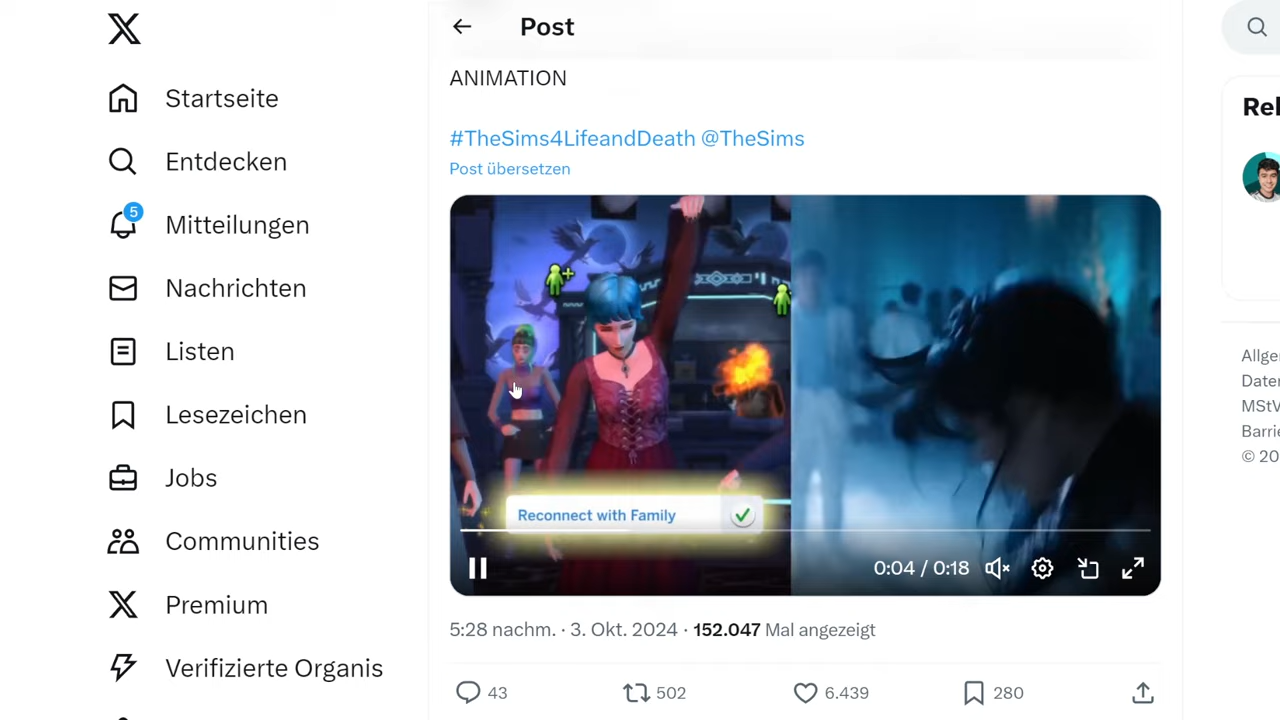 Post
Startseite
Entdecken
5
Mitteilungen
Nachrichten
Listen
Lesezeichen
Jobs
Communities
Premium
Verifizierte Organis
ANIMATION
#TheSims4LifeandDeath @TheSims
Post übersetzen
Reconnect with Family
0:04 / 0:18
5:28 nachm. · 3. Okt. 2024 · 152.047 Mal angezeigt
43 502 6.439 280
Rel
Allge
Daten
MStV
Barrie
© 20